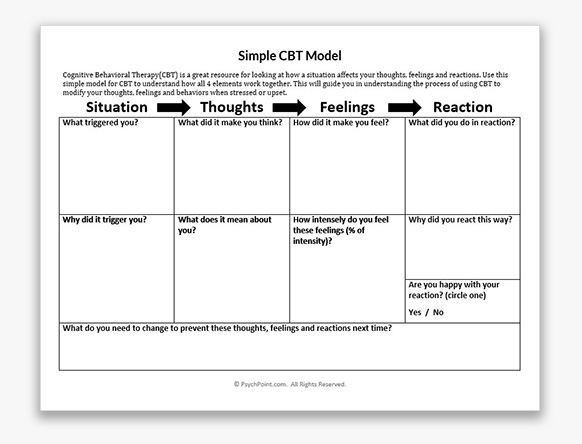 Simple CBT Model
Cognitive Behavioral Therapy(CBT) is a great resource for looking at how a situation affects your thoughts, feelings and reactions. Use this
simple model for CBT to understand how all 4 elements work together. This will guide you in understanding the process of using CBT to
modify your thoughts, feelings and behaviors when stressed or upset.
Situation Thoughts Feelings Reaction
What triggered you?
What did it make you think?
How did it make you feel?
What did you do in reaction?
Why did it trigger you?
What does it mean about
you?
How intensely do you feel
these feelings (% of
intensity)?
Why did you react this way?
Are you happy with your
reaction? (circle one)
Yes / No
What do you need to change to prevent these thoughts, feelings and reactions next time?
© PsychPoint.com. All Rights Reserved.